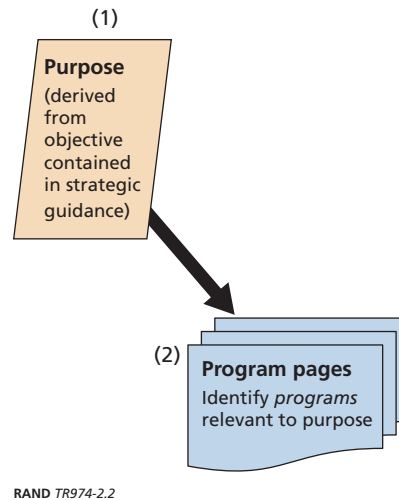 (1)
Purpose
(derived
from
objective
contained
in strategic
guidance)
(2)
Program pages
Identify programs
relevant to purpose
RAND TR974-2.2